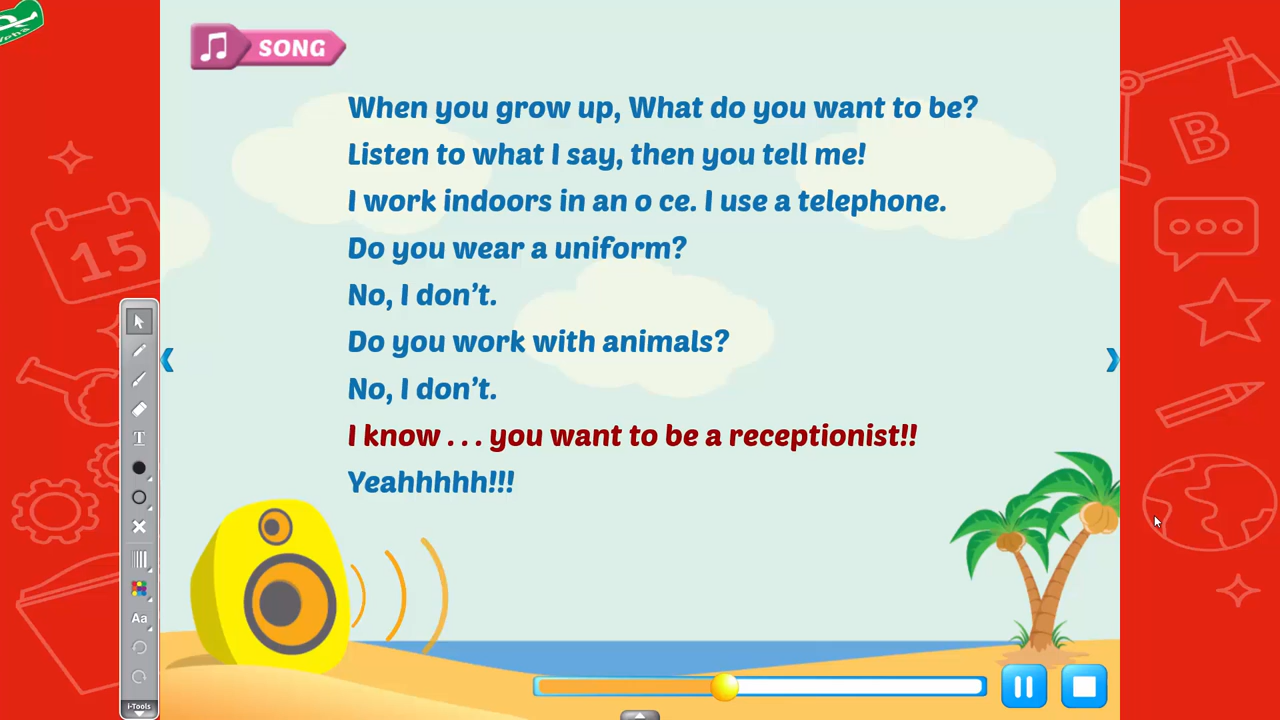 SONG
When you grow up, What do you want to be?
Listen to what I say, then you tell me!
I work indoors in an o ce. I use a telephone.
Do you wear a uniform?
No, I don't.
Do you work with animals?
No, I don't.
I know . . . you want to be a receptionist!!
Yeahhhhh!!!
15
B
T
Aa
i-Tools